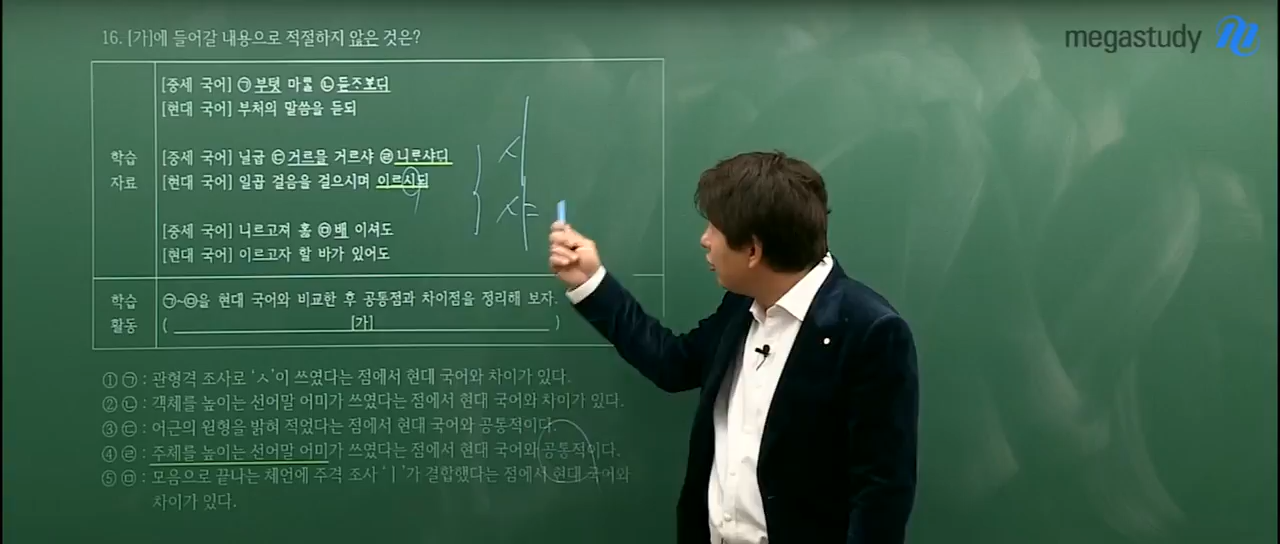 megastudy
16. [가]에 들어갈 내용으로 적절하지 않은 것은?
[중세 국어] ㉠부텻 마ᄅᆞᆯ ㉡듣ᄌᆞᄫᅩᄃᆡ
[현대 국어] 부처의 말씀을 듣되
학습
자료
[중세 국어] 닐굽 ㉢거르믈 거르샤 ㉣니ᄅᆞ샤ᄃᆡ
[현대 국어] 일곱 걸음을 걸으시며 이르시되
[중세 국어] 니르고져 홇 ㉤배 이셔도
[현대 국어] 이르고자 할 바가 있어도
학습
활동
㉠~㉤을 현대 국어와 비교한 후 공통점과 차이점을 정리해 보자.
( [가] )
① ㉠ : 관형격 조사로 'ㅅ'이 쓰였다는 점에서 현대 국어와 차이가 있다.
② ㉡ : 객체를 높이는 선어말 어미가 쓰였다는 점에서 현대 국어와 차이가 있다.
③ ㉢ : 어근의 원형을 밝혀 적었다는 점에서 현대 국어와 공통적이다.
④ ㉣ : 주체를 높이는 선어말 어미가 쓰였다는 점에서 현대 국어와 공통적이다.
⑤ ㉤ : 모음으로 끝나는 체언에 주격 조사 'ㅣ'가 결합했다는 점에서 현대 국어와
차이가 있다.
시
샤